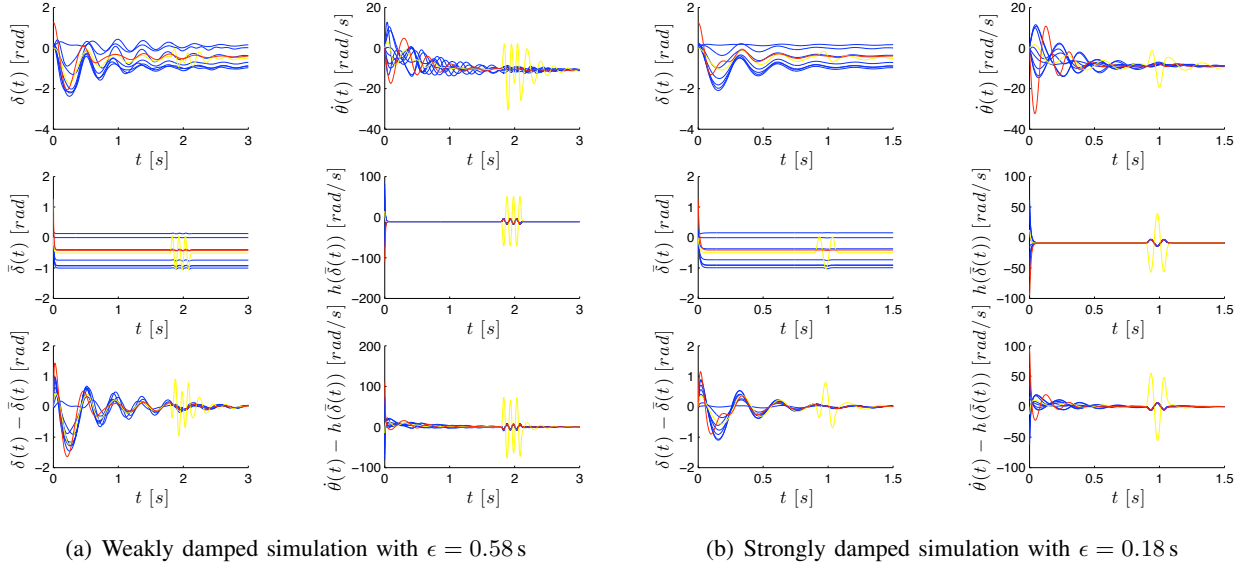 δ(t) [rad]
2
0
−2
−4
0 1 2 3
t [s]
θ̇(t) [rad/s]
20
0
−20
−40
0 1 2 3
t [s]
δ̄(t) [rad]
2
1
0
−1
−2
0 1 2 3
t [s]
h(δ̄(t)) [rad/s]
100
0
−100
−200
0 1 2 3
t [s]
δ(t) − δ̄(t) [rad]
2
1
0
−1
−2
0 1 2 3
t [s]
θ̇(t) − h(δ̄(t)) [rad/s]
200
100
0
−100
0 1 2 3
t [s]
(a) Weakly damped simulation with ϵ = 0.58 s
δ(t) [rad]
2
0
−2
−4
0 0.5 1 1.5
t [s]
θ̇(t) [rad/s]
20
0
−20
−40
0 0.5 1 1.5
t [s]
δ̄(t) [rad]
2
1
0
−1
−2
0 0.5 1 1.5
t [s]
h(δ̄(t)) [rad/s]
100
50
0
−50
−100
0 0.5 1 1.5
t [s]
δ(t) − δ̄(t) [rad]
2
1
0
−1
−2
0 0.5 1 1.5
t [s]
θ̇(t) − h(δ̄(t)) [rad/s]
100
50
0
−50
−100
0 0.5 1 1.5
t [s]
(b) Strongly damped simulation with ϵ = 0.18 s